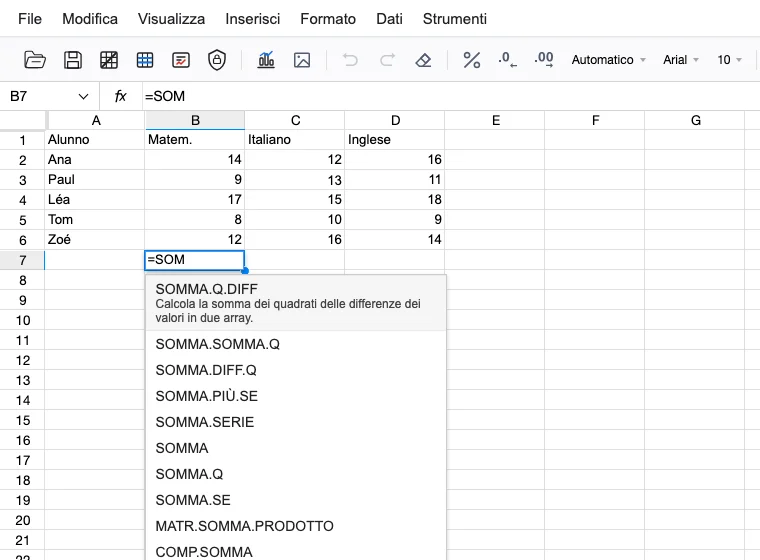 File Modifica Visualizza Inserisci Formato Dati Strumenti
% .0 .00 Automatico Arial 10
B7 fx =SOM
A B C D E F G
1 Alunno Matem. Italiano Inglese
2 Ana 14 12 16
3 Paul 9 13 11
4 Léa 17 15 18
5 Tom 8 10 9
6 Zoé 12 16 14
7 =SOM
8
SOMMA.Q.DIFF
9
Calcola la somma dei quadrati delle differenze dei
10
valori in due array.
11 SOMMA.SOMMA.Q
12
SOMMA.DIFF.Q
13
14 SOMMA.PIÙ.SE
15 SOMMA.SERIE
16
SOMMA
17
18 SOMMA.Q
19 SOMMA.SE
20
MATR.SOMMA.PRODOTTO
21
COMP.SOMMA
22